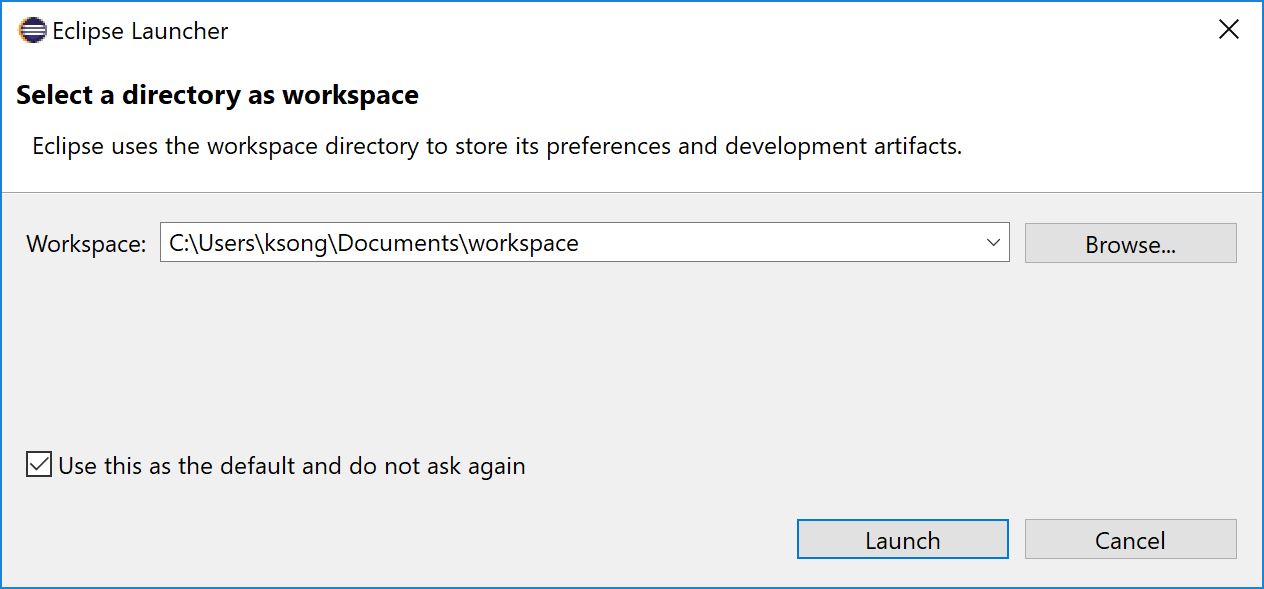 Eclipse Launcher
Select a directory as workspace
Eclipse uses the workspace directory to store its preferences and development artifacts.
Workspace: C:\Users\ksong\Documents\workspace Browse...
Use this as the default and do not ask again
Launch Cancel